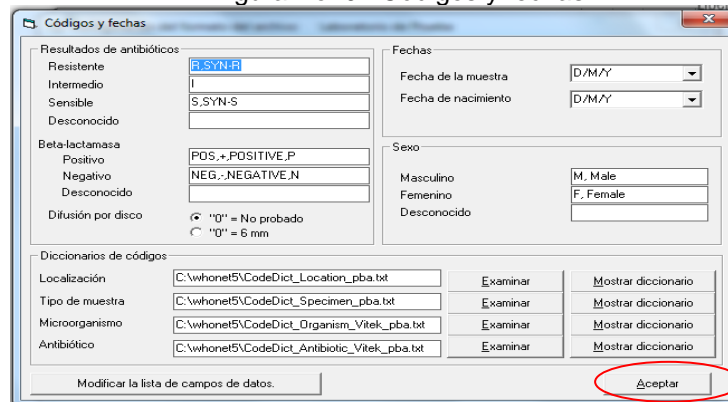 Códigos y fechas
Resultados de antibióticos
Resistente R,SYN-R
Intermedio I
Sensible S,SYN-S
Desconocido
Beta-lactamasa
Positivo POS,+,POSITIVE,P
Negativo NEG,-,NEGATIVE,N
Desconocido
Difusión por disco "0" = No probado
"0" = 6 mm
Fechas
Fecha de la muestra D/M/Y
Fecha de nacimiento D/M/Y
Sexo
Masculino M, Male
Femenino F, Female
Desconocido
Diccionarios de códigos
Localización C:\whonet5\CodeDict_Location_pba.txt Examinar Mostrar diccionario
Tipo de muestra C:\whonet5\CodeDict_Specimen_pba.txt Examinar Mostrar diccionario
Microorganismo C:\whonet5\CodeDict_Organism_Vitek_pba.txt Examinar Mostrar diccionario
Antibiótico C:\whonet5\CodeDict_Antibiotic_Vitek_pba.txt Examinar Mostrar diccionario
Modificar la lista de campos de datos. Aceptar